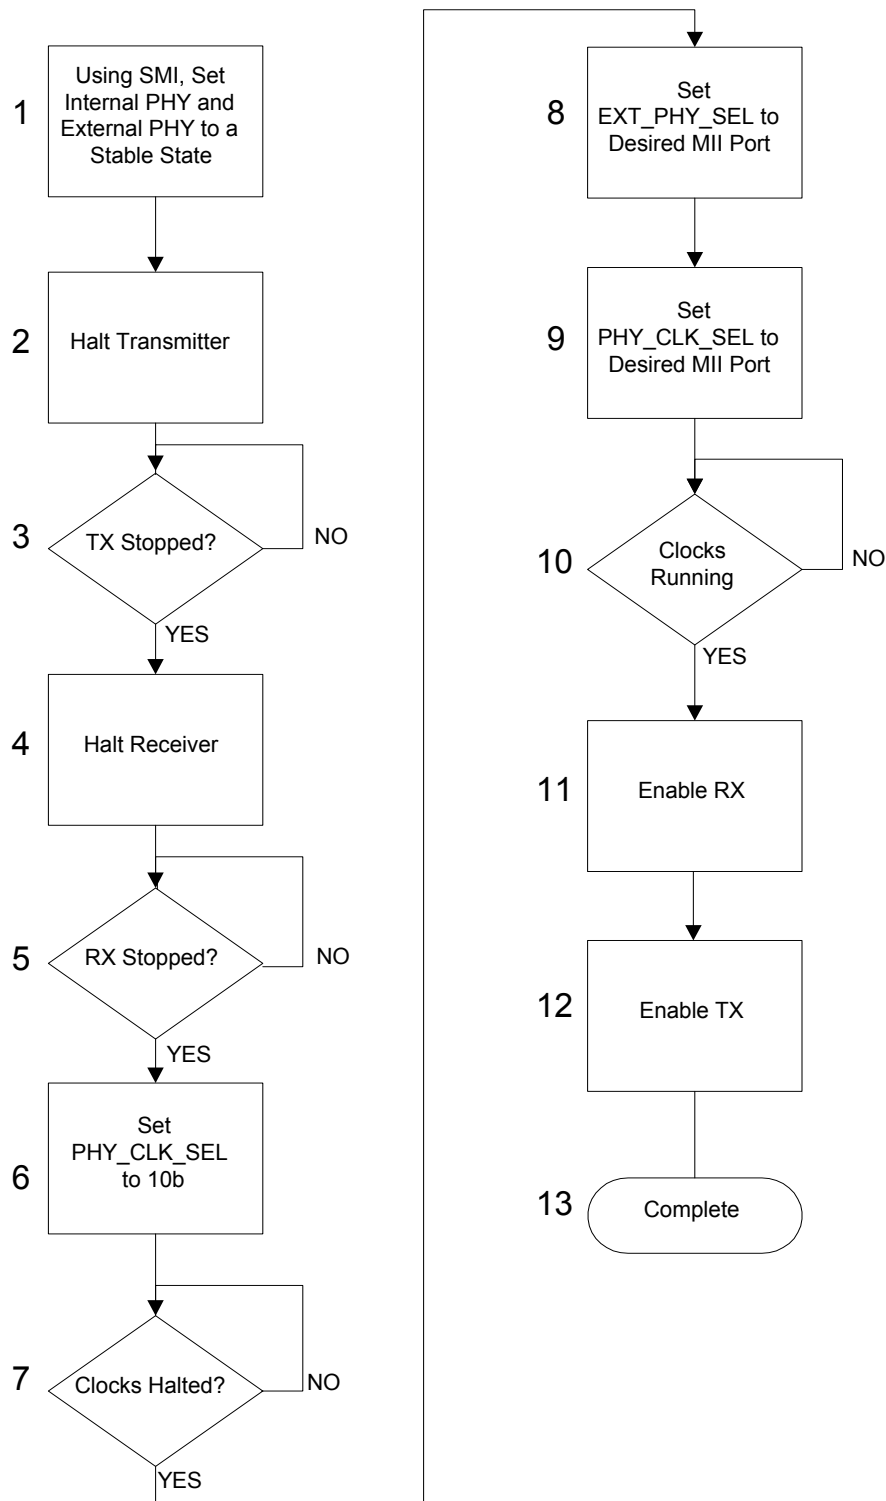 1
Using SMI, Set
Internal PHY and
External PHY to a
Stable State
2
Halt Transmitter
3
TX Stopped?
NO
YES
4
Halt Receiver
5
RX Stopped?
NO
YES
6
Set
PHY_CLK_SEL
to 10b
7
Clocks Halted?
NO
YES
8
Set
EXT_PHY_SEL to
Desired MII Port
9
Set
PHY_CLK_SEL to
Desired MII Port
10
Clocks
Running
NO
YES
11
Enable RX
12
Enable TX
13
Complete